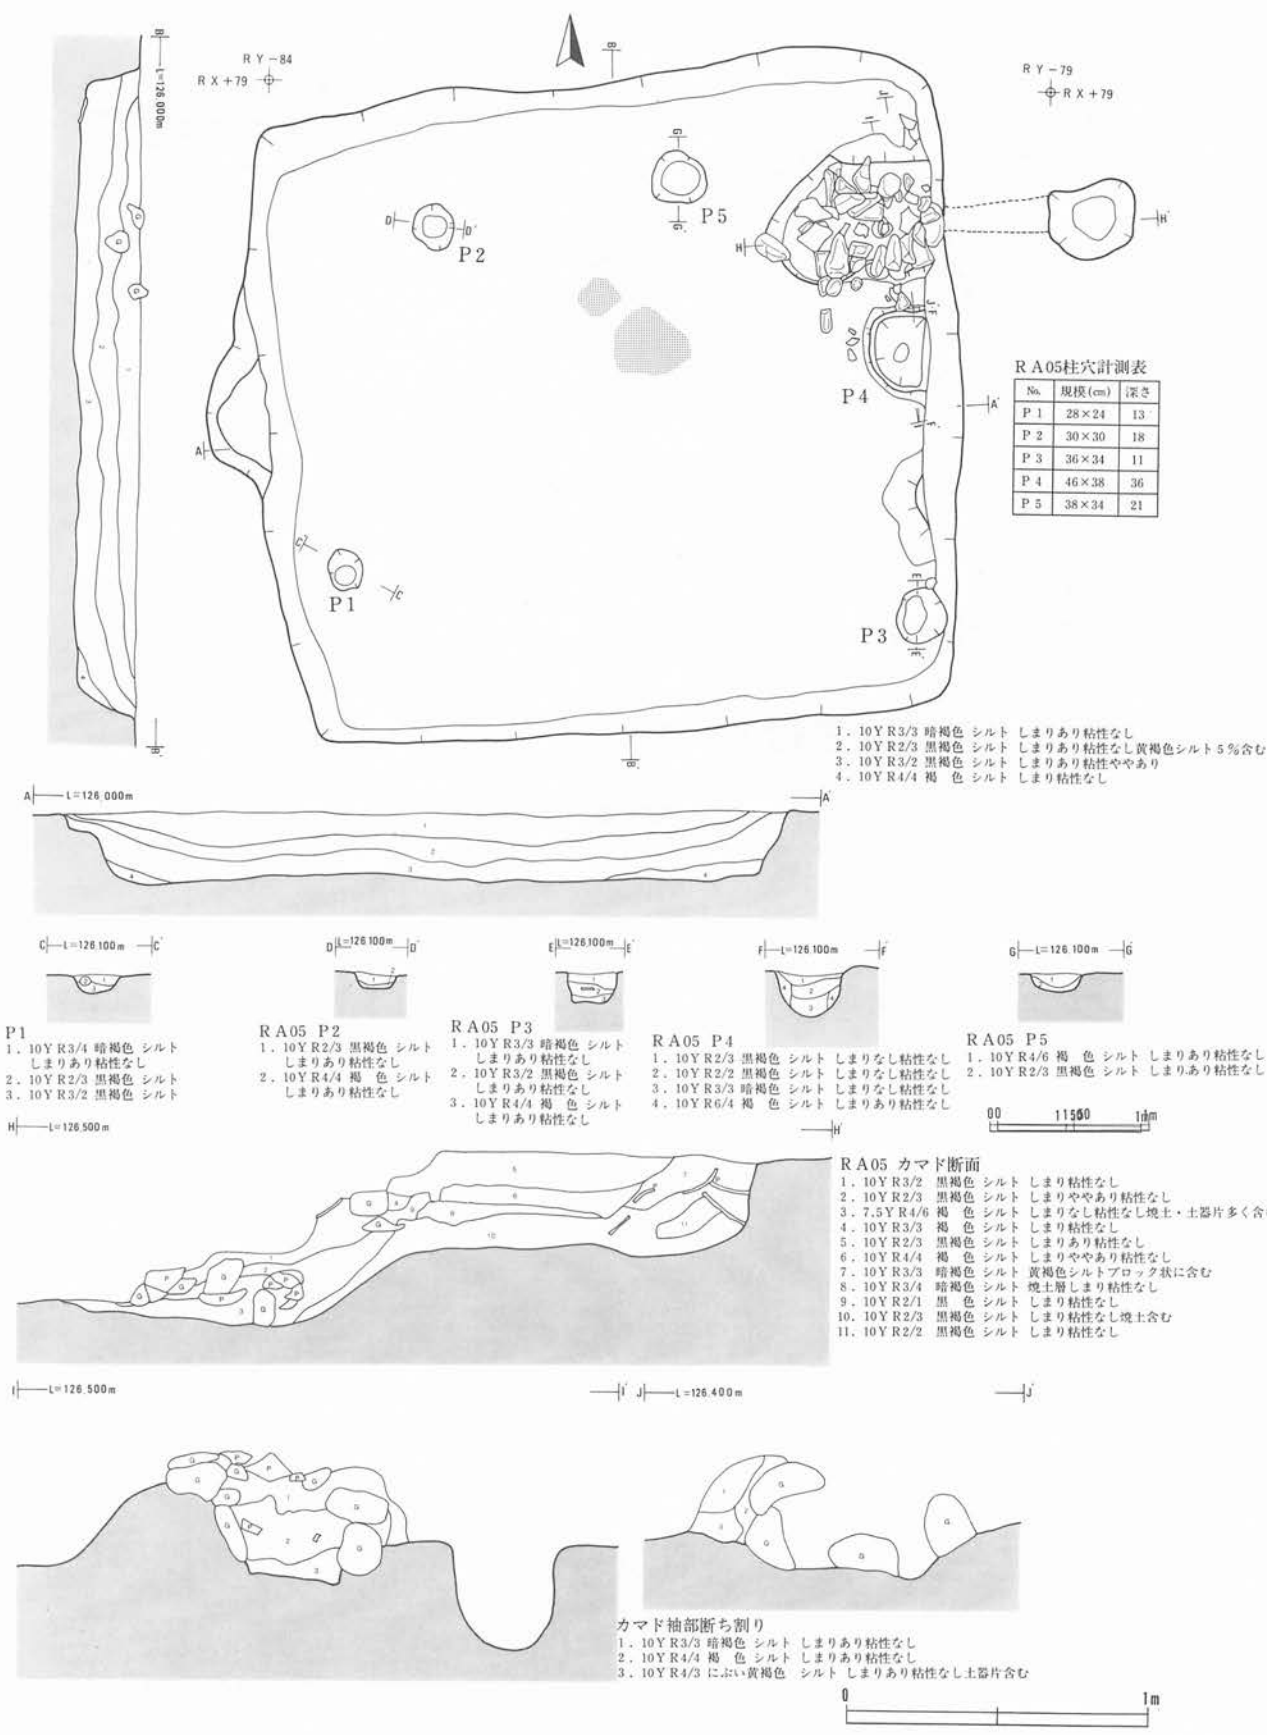 RY-84
RX+79
RY-79
RX+79
B
L=126.000m
B'
B
J
I
G
P5
G'
D
D'
P2
H
H'
J'
F
P4
F'
A
A'
RA05柱穴計測表
No. 規模(cm) 深さ
P1 28×24 13
P2 30×30 18
P3 36×34 11
P4 46×38 36
P5 38×34 21
C'
C
P1
E
P3
E'
B'
1. 10YR3/3 暗褐色 シルト しまりあり粘性なし
2. 10YR2/3 黒褐色 シルト しまりあり粘性なし黄褐色シルト5%含む
3. 10YR3/2 黒褐色 シルト しまりあり粘性ややあり
4. 10YR4/4 褐 色 シルト しまり粘性なし
A L=126.000m A'
C L=126.100m C'
D L=126.100m D'
E L=126.100m E'
F L=126.100m F'
G L=126.100m G'
P1
1. 10YR3/4 暗褐色 シルト
しまりあり粘性なし
2. 10YR2/3 黒褐色 シルト
3. 10YR3/2 黒褐色 シルト
RA05 P2
1. 10YR2/3 黒褐色 シルト
しまりあり粘性なし
2. 10YR4/4 褐 色 シルト
しまりあり粘性なし
RA05 P3
1. 10YR3/3 暗褐色 シルト
しまりあり粘性なし
2. 10YR3/2 黒褐色 シルト
しまりあり粘性なし
3. 10YR4/4 褐 色 シルト
しまりあり粘性なし
RA05 P4
1. 10YR2/3 黒褐色 シルト しまりなし粘性なし
2. 10YR2/2 黒褐色 シルト しまりなし粘性なし
3. 10YR3/3 暗褐色 シルト しまりなし粘性なし
4. 10YR6/4 褐 色 シルト しまりあり粘性なし
RA05 P5
1. 10YR4/6 褐 色 シルト しまりあり粘性なし
2. 10YR2/3 黒褐色 シルト しまりあり粘性なし
H L=126.500m H'
RA05 カマド断面
1. 10YR3/2 黒褐色 シルト しまり粘性なし
2. 10YR2/3 黒褐色 シルト しまりややあり粘性なし
3. 7.5YR4/6 褐 色 シルト しまりなし粘性なし焼土・土器片多く含
4. 10YR3/3 褐 色 シルト しまり粘性なし
5. 10YR2/3 黒褐色 シルト しまりあり粘性なし
6. 10YR4/4 褐 色 シルト しまりややあり粘性なし
7. 10YR3/3 暗褐色 シルト 黄褐色シルトブロック状に含む
8. 10YR3/4 暗褐色 シルト 焼土層しまり粘性なし
9. 10YR2/1 黒 色 シルト しまり粘性なし
10. 10YR2/3 黒褐色 シルト しまり粘性なし焼土含む
11. 10YR2/2 黒褐色 シルト しまり粘性なし
I L=126.500m I'
J L=126.400m J'
カマド袖部断ち割り
1. 10YR3/3 暗褐色 シルト しまりあり粘性なし
2. 10YR4/4 褐 色 シルト しまりあり粘性なし
3. 10YR4/3 にぶい黄褐色 シルト しまりあり粘性なし土器片含む
0 1m